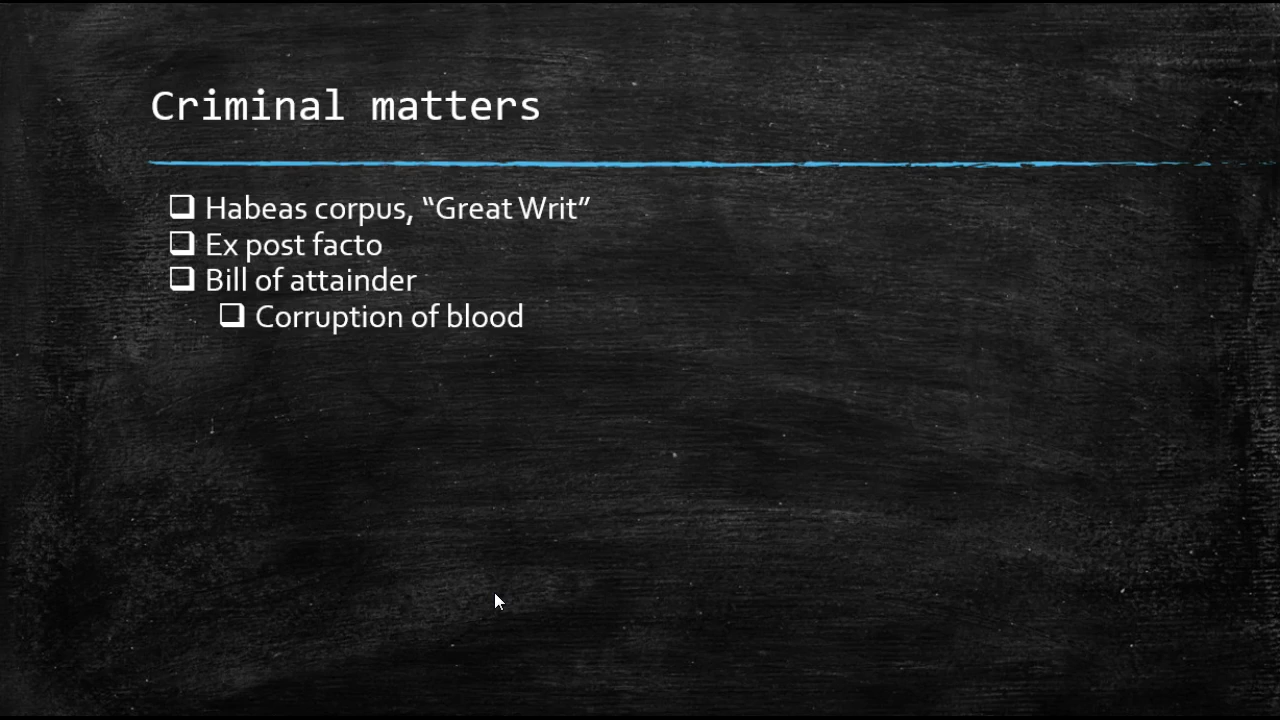 Criminal matters
Habeas corpus, “Great Writ”
Ex post facto
Bill of attainder
Corruption of blood